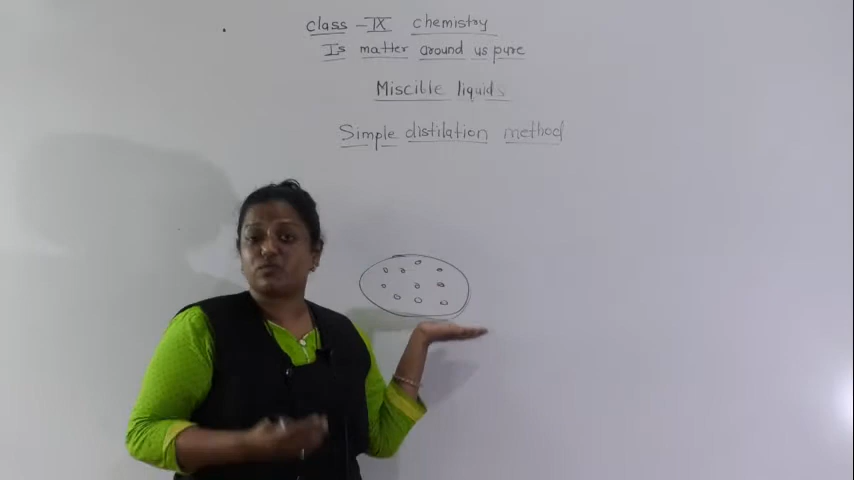 class - IX chemistry
Is matter around us pure
Miscible liquids
Simple distilation method